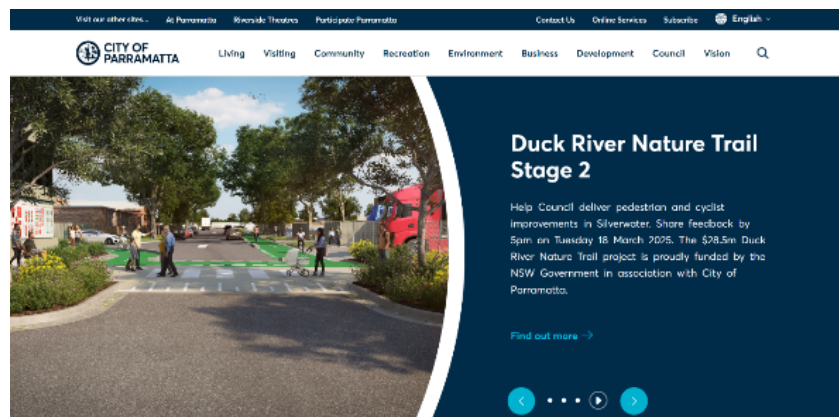 Visit our other sites... At Parramatta Riverside Theatres Participate Parramatta Contact Us Online Services Subscribe English
CITY OF
PARRAMATTA
Living Visiting Community Recreation Environment Business Development Council Vision
Duck River Nature Trail
Stage 2
Help Council deliver pedestrian and cyclist
improvements in Silverwater. Share feedback by
5pm on Tuesday 18 March 2025. The $28.5m Duck
River Nature Trail project is proudly funded by the
NSW Government in association with City of
Parramatta.
Find out more